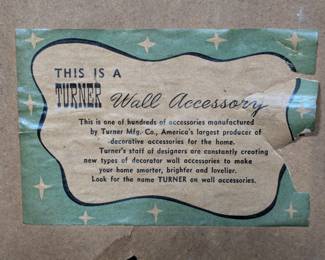 THIS IS A
TURNER Wall Accessory
This is one of hundreds of accessories manufactured
by Turner Mfg. Co., America's largest producer of
decorative accessories for the home.
Turner's staff of designers are constantly creating
new types of decorator wall accessories to make
your home smarter, brighter and lovelier.
Look for the name TURNER on wall accessories.